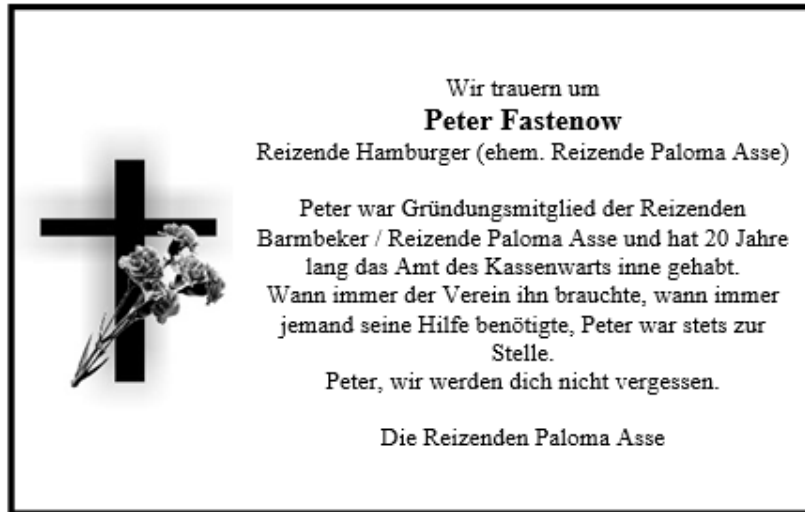 Wir trauern um
Peter Fastenow
Reizende Hamburger (ehem. Reizende Paloma Asse)
Peter war Gründungsmitglied der Reizenden
Barmbeker / Reizende Paloma Asse und hat 20 Jahre
lang das Amt des Kassenwarts inne gehabt.
Wann immer der Verein ihn brauchte, wann immer
jemand seine Hilfe benötigte, Peter war stets zur
Stelle.
Peter, wir werden dich nicht vergessen.
Die Reizenden Paloma Asse